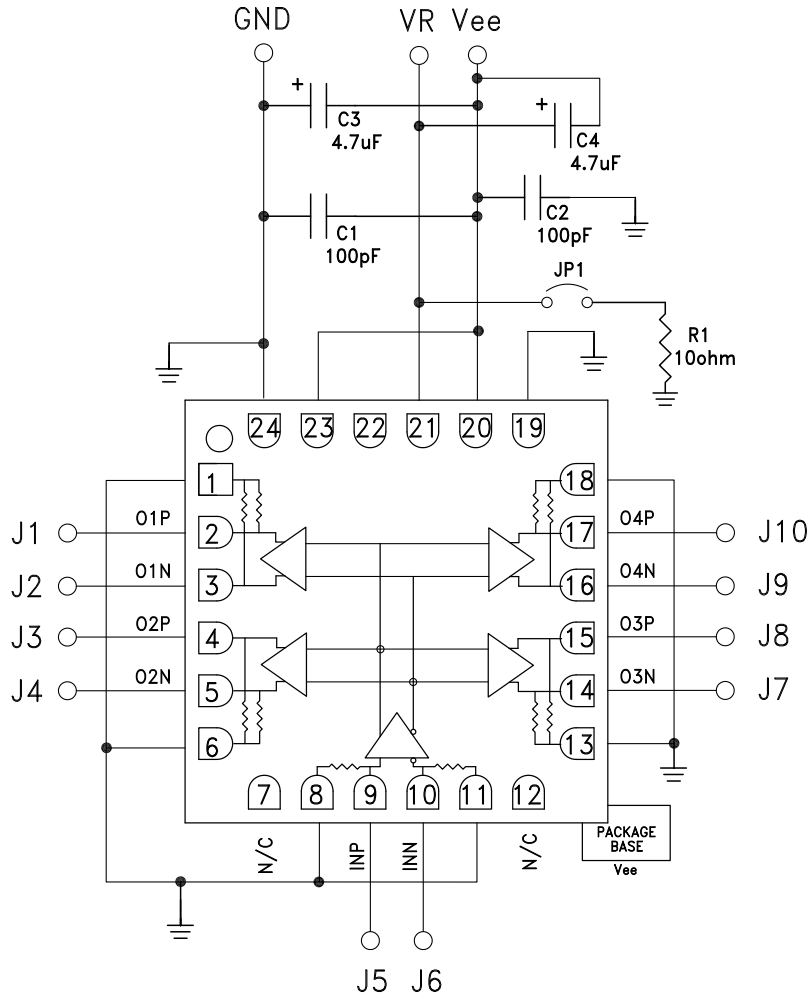 GND VR Vee
+ +
C3
4.7uF
C4
4.7uF
C1
100pF
C2
100pF
JP1
R1
10ohm
24 23 22 21 20 19
1 18
J1 O1P 2 17 O4P J10
J2 O1N 3 16 O4N J9
J3 O2P 4 15 O3P J8
J4 O2N 5 14 O3N J7
6 13
7 8 9 10 11 12
N/C INP INN N/C
PACKAGE
BASE
Vee
J5 J6